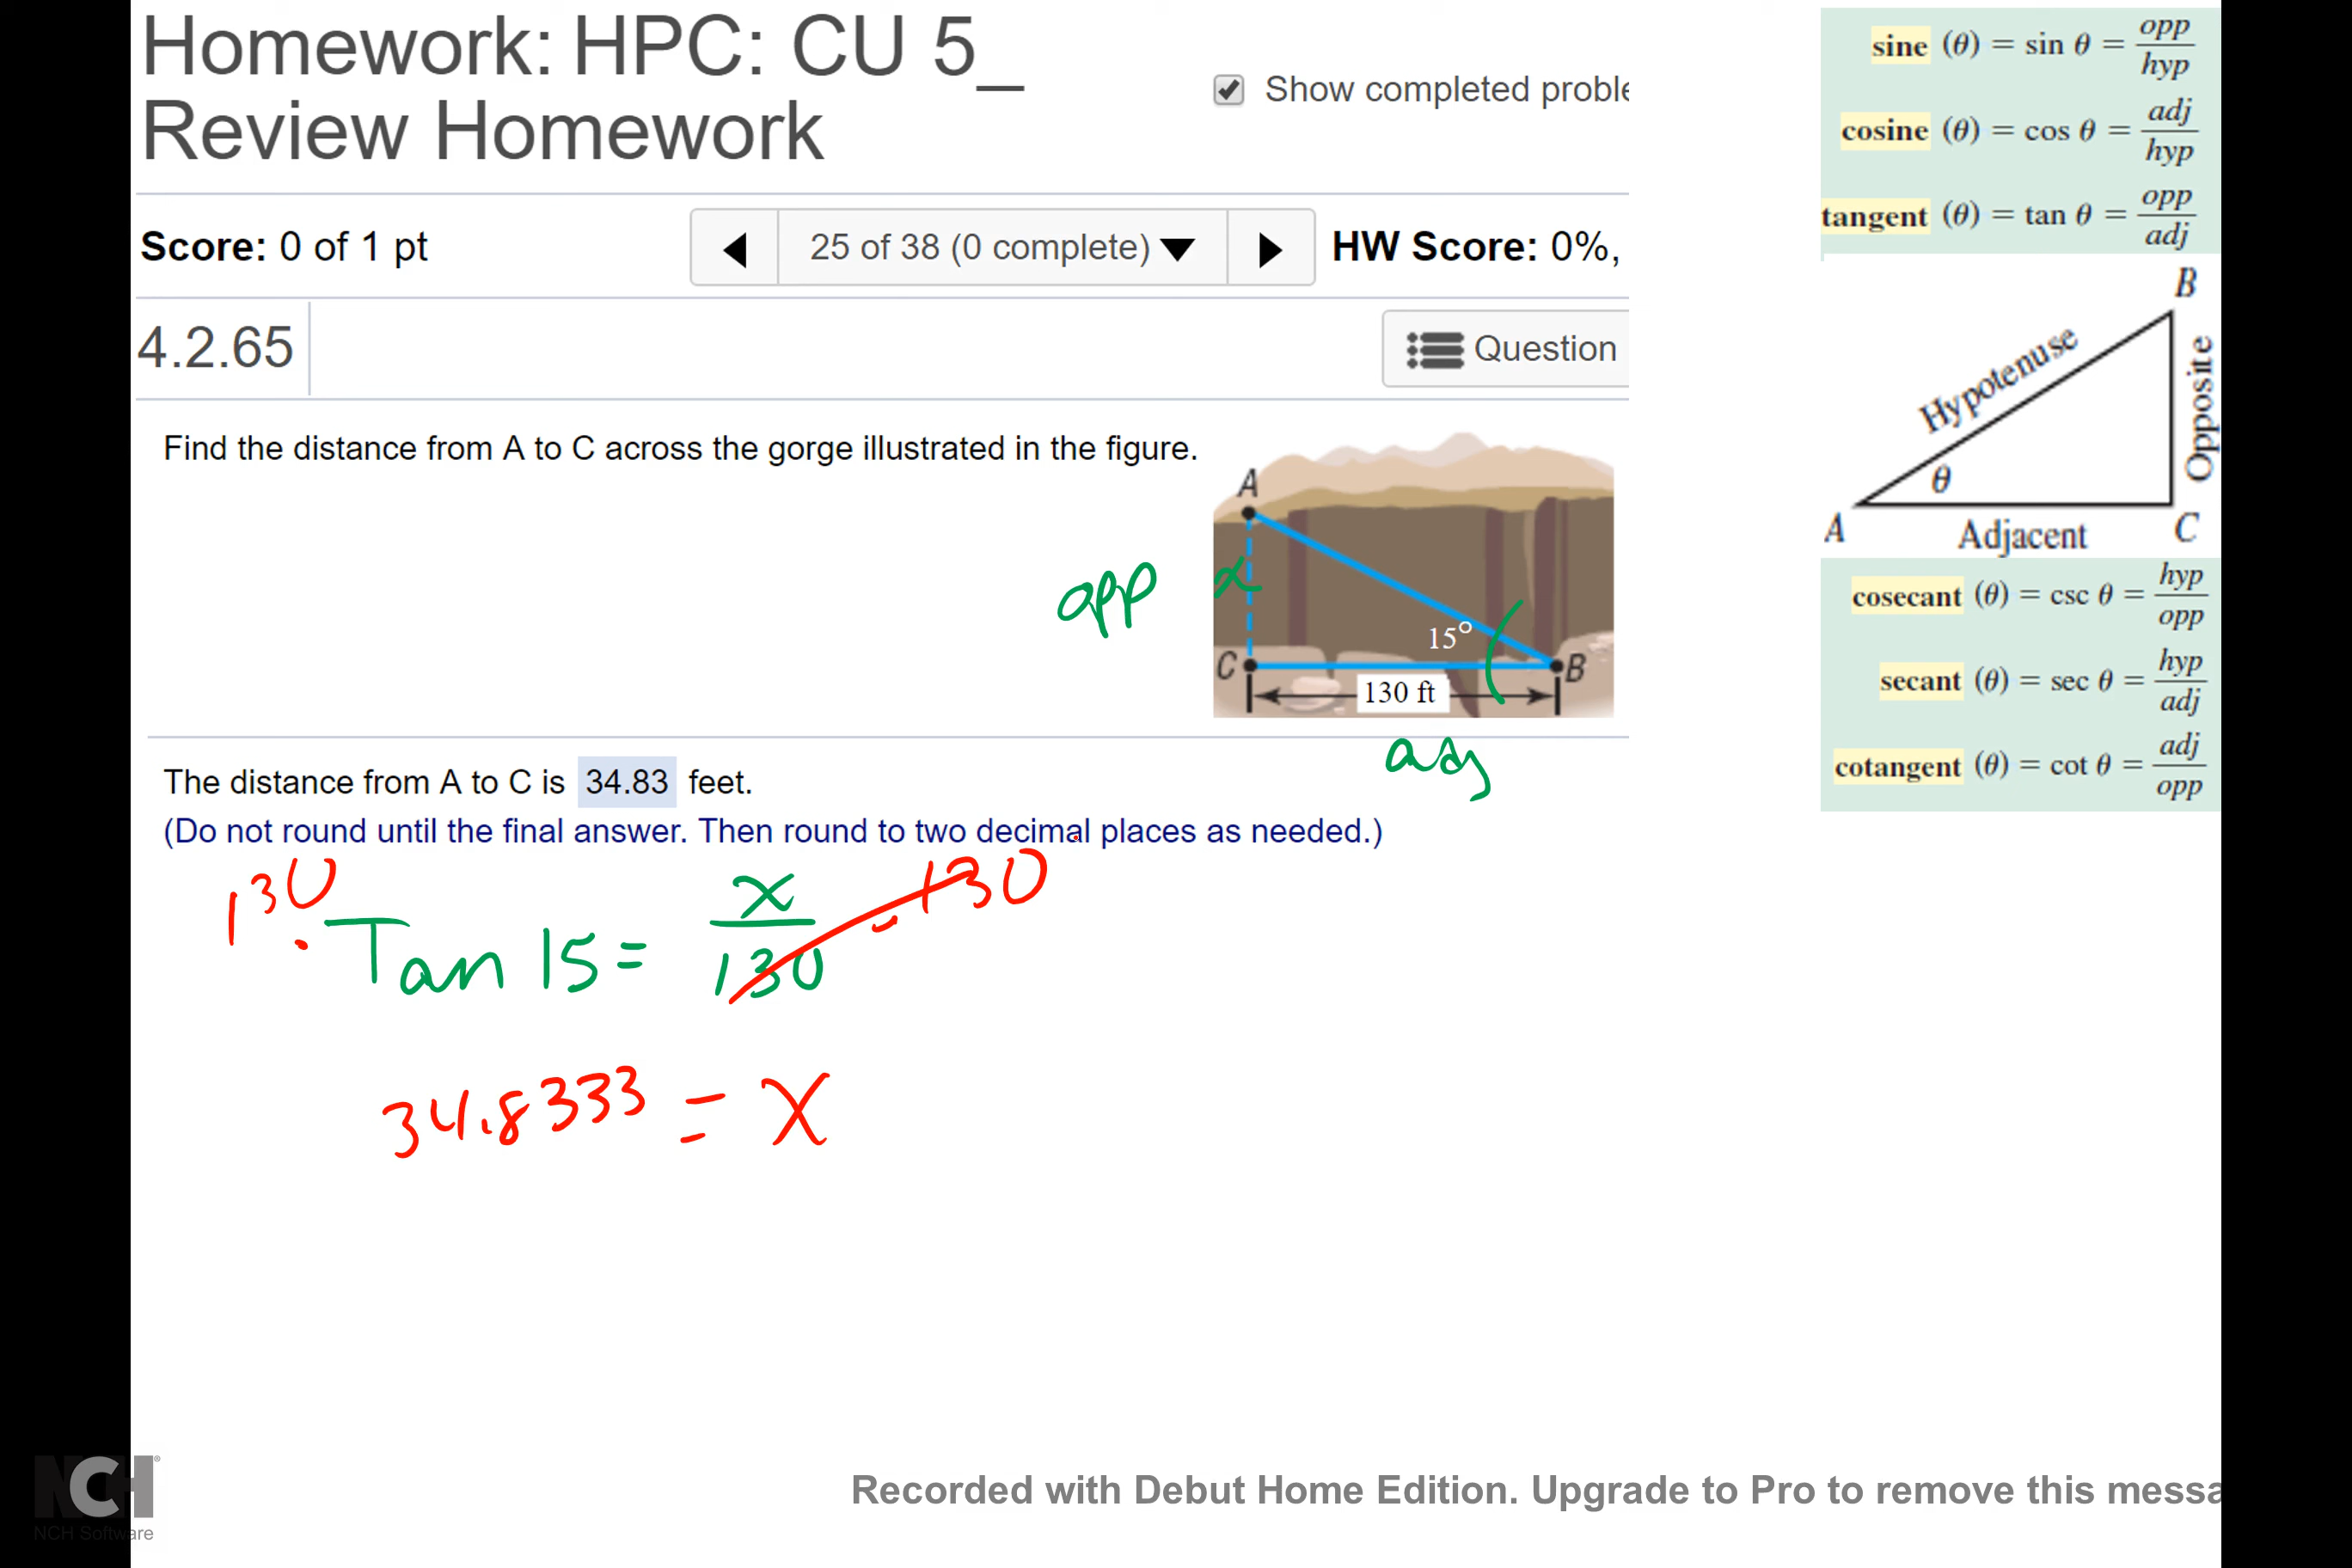 Homework: HPC: CU 5_
Review Homework
Show completed proble
Score: 0 of 1 pt
25 of 38 (0 complete)
HW Score: 0%,
4.2.65
Question
Find the distance from A to C across the gorge illustrated in the figure.
A
opp x
15°
C B
130 ft
adj
The distance from A to C is 34.83 feet.
(Do not round until the final answer. Then round to two decimal places as needed.)
130 · Tan 15 = x/130 · 130
34.8333 = x
sine (θ) = sin θ = opp/hyp
cosine (θ) = cos θ = adj/hyp
tangent (θ) = tan θ = opp/adj
B
Hypotenuse
Opposite
θ
A Adjacent C
cosecant (θ) = csc θ = hyp/opp
secant (θ) = sec θ = hyp/adj
cotangent (θ) = cot θ = adj/opp
NCH®
NCH Software
Recorded with Debut Home Edition. Upgrade to Pro to remove this messa